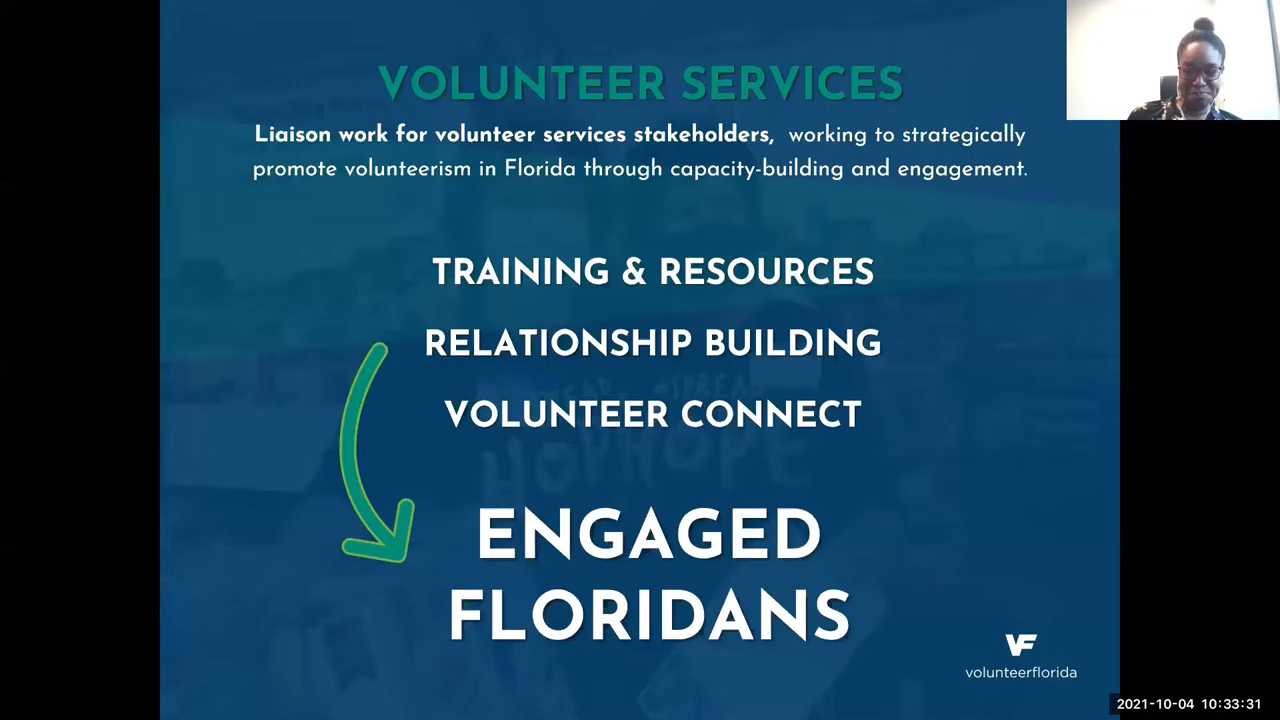 VOLUNTEER SERVICES
Liaison work for volunteer services stakeholders, working to strategically
promote volunteerism in Florida through capacity-building and engagement.
TRAINING & RESOURCES
RELATIONSHIP BUILDING
VOLUNTEER CONNECT
ENGAGED
FLORIDANS
VF
volunteerflorida
2021-10-04 10:33:31